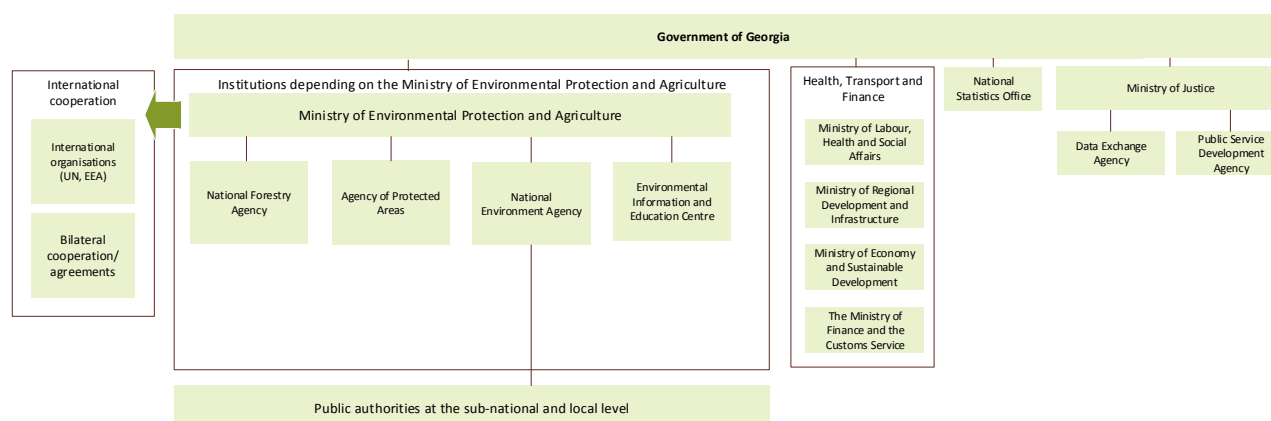 Government of Georgia
International
cooperation
International
organisations
(UN, EEA)
Bilateral
cooperation/
agreements
Institutions depending on the Ministry of Environmental Protection and Agriculture
Ministry of Environmental Protection and Agriculture
National Forestry
Agency
Agency of Protected
Areas
National
Environment Agency
Environmental
Information and
Education Centre
Public authorities at the sub-national and local level
Health, Transport and
Finance
Ministry of Labour,
Health and Social
Affairs
Ministry of Regional
Development and
Infrastructure
Ministry of Economy
and Sustainable
Development
The Ministry of
Finance and the
Customs Service
National
Statistics Office
Ministry of Justice
Data Exchange
Agency
Public Service
Development
Agency